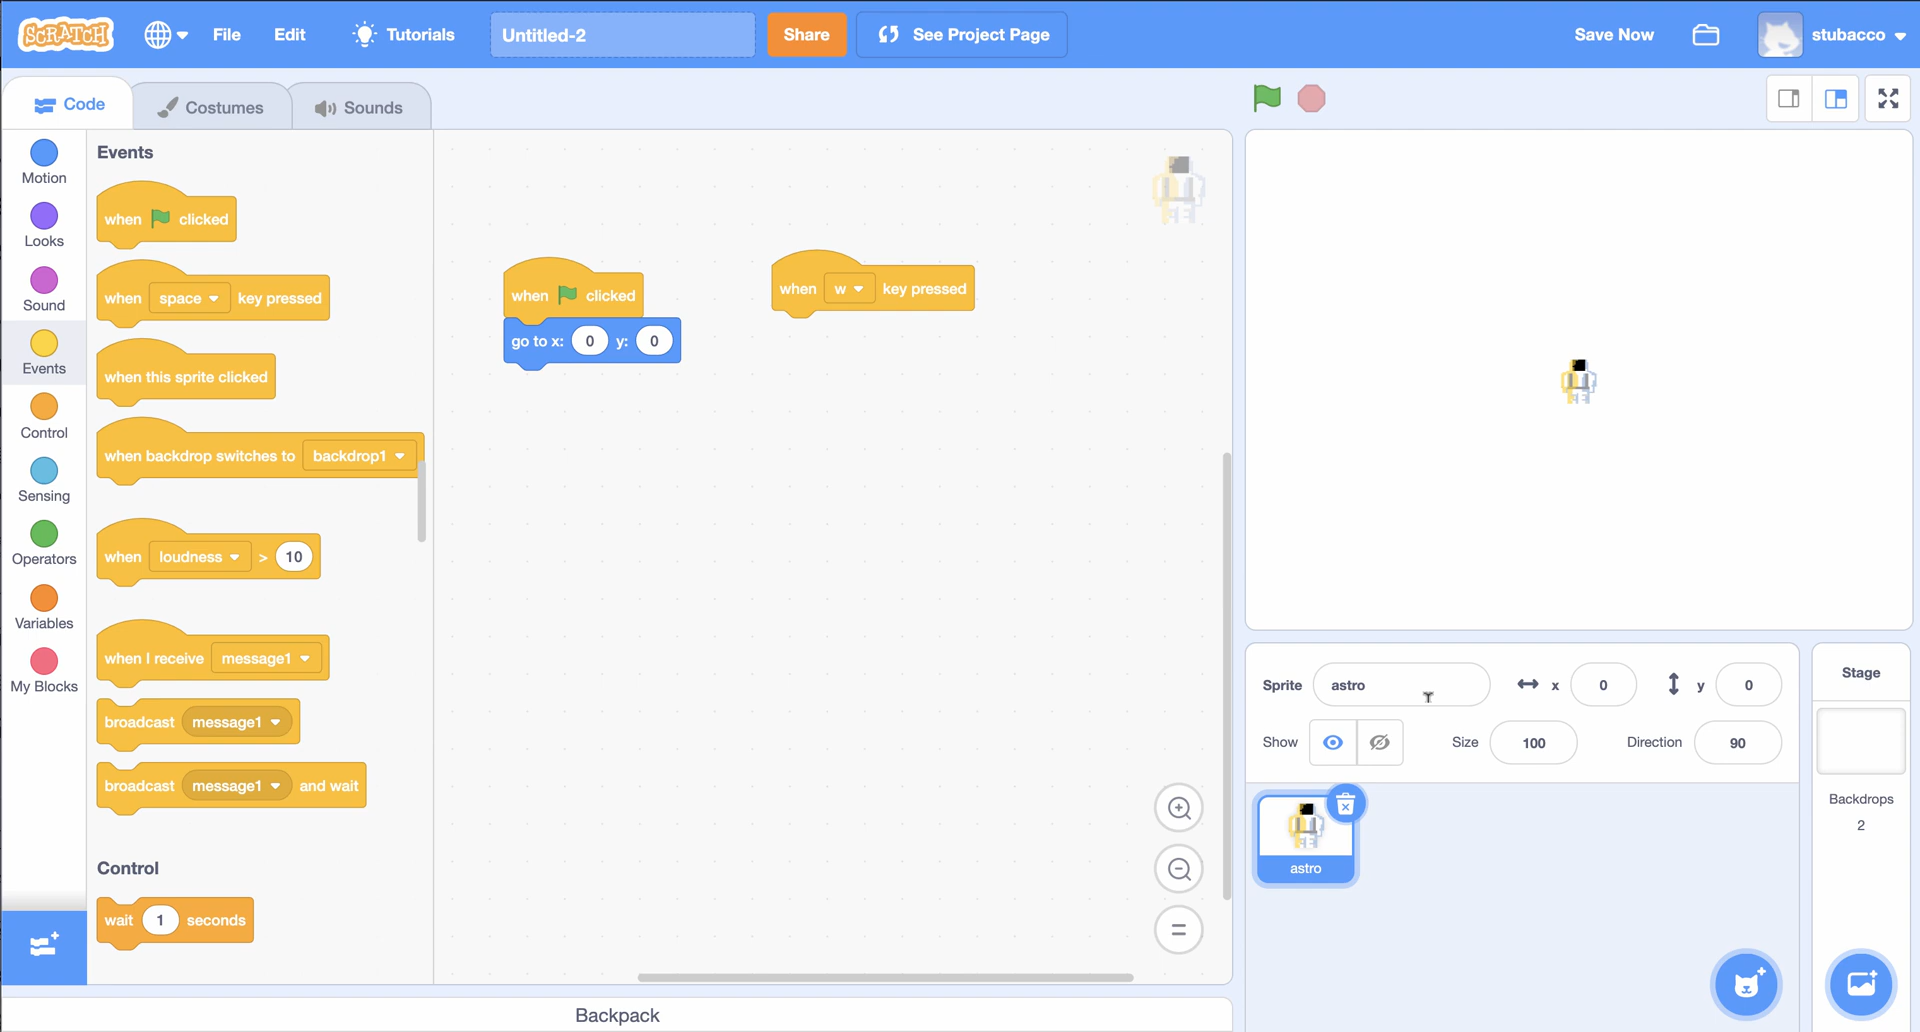 SCRATCH File Edit Tutorials Untitled-2 Share See Project Page Save Now stubacco
Code Costumes Sounds
Motion
Looks
Sound
Events
Control
Sensing
Operators
Variables
My Blocks
Events
when clicked
when space key pressed
when this sprite clicked
when backdrop switches to backdrop1
when loudness > 10
when I receive message1
broadcast message1
broadcast message1 and wait
Control
wait 1 seconds
when clicked
go to x: 0 y: 0
when w key pressed
Sprite astro x 0 y 0
Show Size 100 Direction 90
astro
Stage
Backdrops
2
Backpack